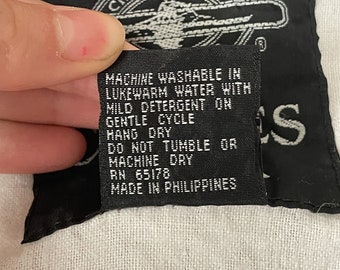 C
®
MACHINE WASHABLE IN
LUKEWARM WATER WITH
MILD DETERGENT ON
GENTLE CYCLE
HANG DRY
DO NOT TUMBLE OR
MACHINE DRY
RN 65178
MADE IN PHILIPPINES
ES